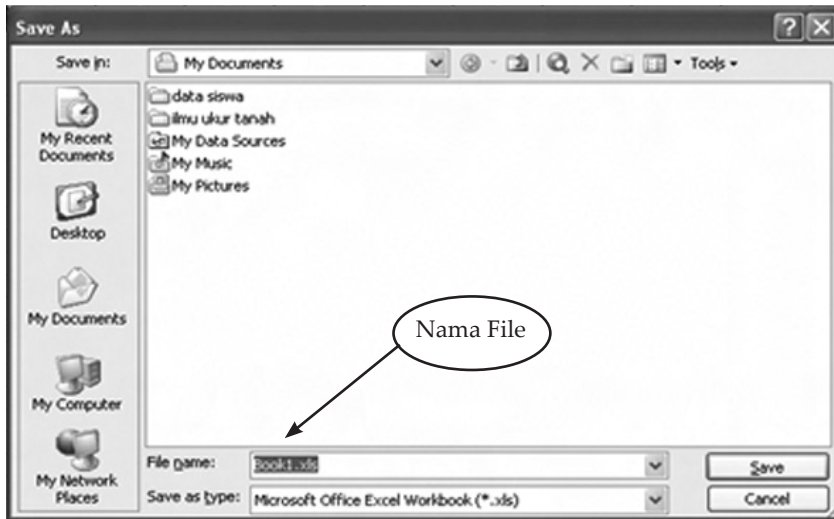 Save As
Save in:
My Documents
Tools
data siswa
ilmu ukur tanah
My Data Sources
My Music
My Pictures
My Recent
Documents
Desktop
My Documents
My Computer
My Network
Places
Nama File
File name:
Book1.xls
Save
Save as type:
Microsoft Office Excel Workbook (*.xls)
Cancel